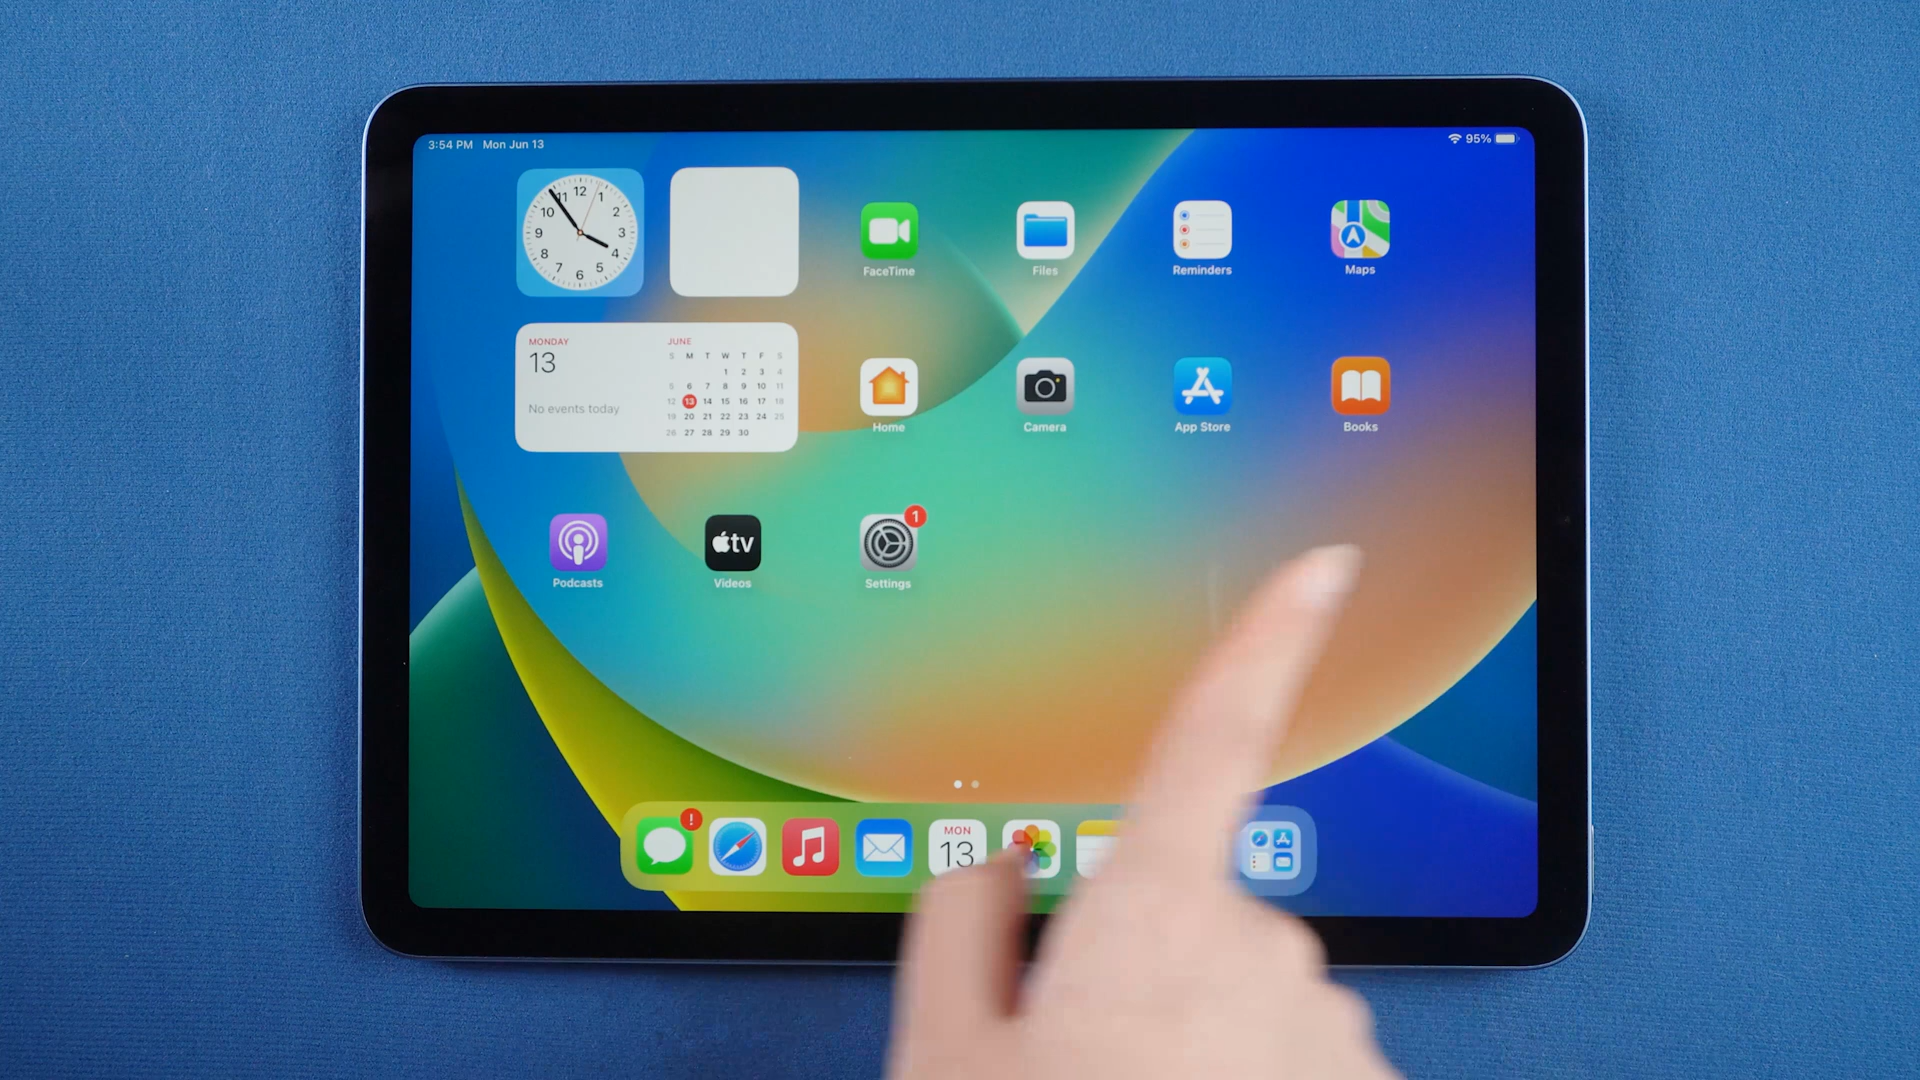 3:54 PM Mon Jun 13
95%
12
11 1
10 2
9 3
8 4
7 5
6
FaceTime
Files
Reminders
Maps
MONDAY
13
No events today
JUNE
S M T W T F S
1 2 3 4
5 6 7 8 9 10 11
12 13 14 15 16 17 18
19 20 21 22 23 24 25
26 27 28 29 30
Home
Camera
App Store
Books
Podcasts
tv
Videos
1
Settings
!
MON
13